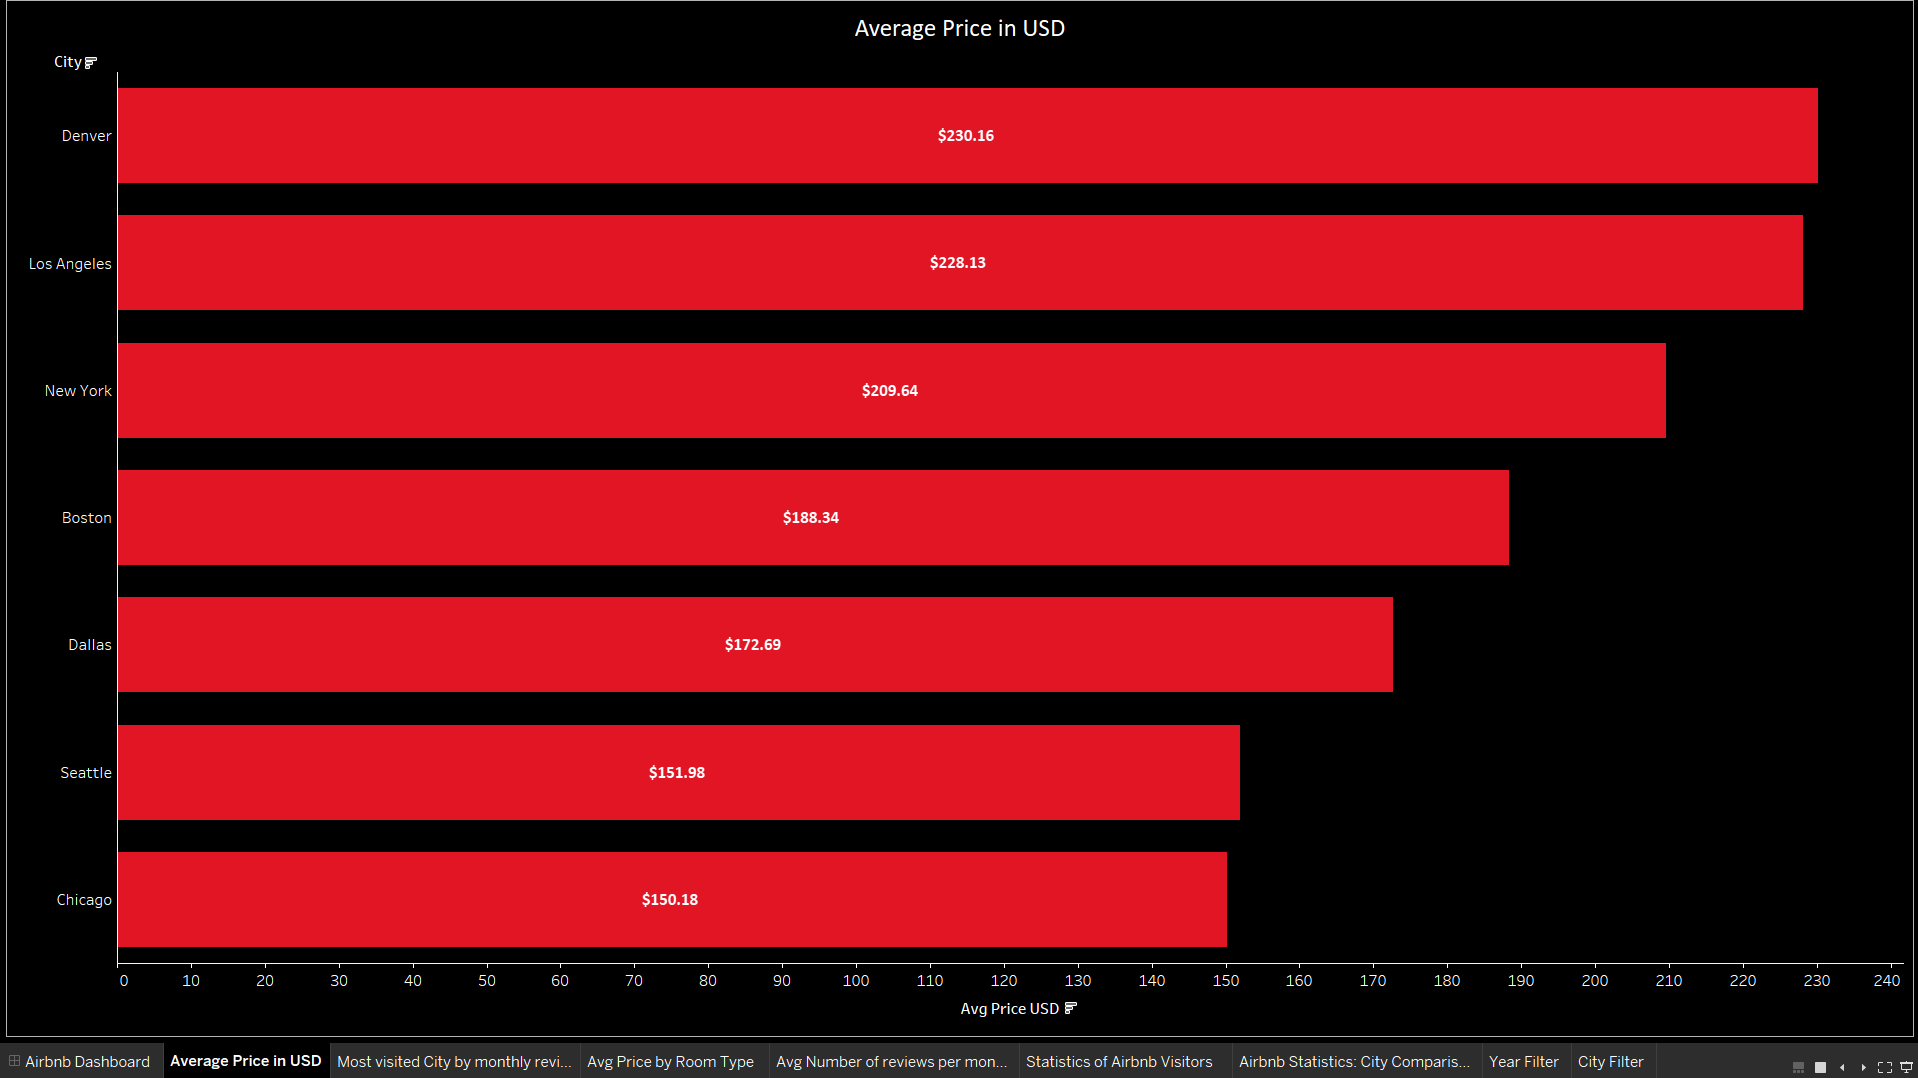 Average Price in USD
City
Denver
$230.16
Los Angeles
$228.13
New York
$209.64
Boston
$188.34
Dallas
$172.69
Seattle
$151.98
Chicago
$150.18
0 10 20 30 40 50 60 70 80 90 100 110 120 130 140 150 160 170 180 190 200 210 220 230 240
Avg Price USD
Airbnb Dashboard Average Price in USD Most visited City by monthly revi... Avg Price by Room Type Avg Number of reviews per mon... Statistics of Airbnb Visitors Airbnb Statistics: City Comparis... Year Filter City Filter